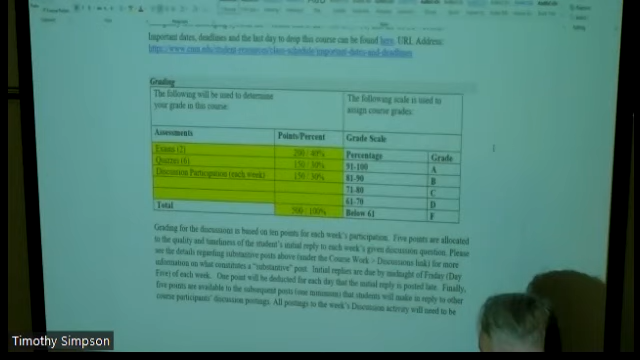 Important dates, deadlines and the last day to drop this course can be found here. URL Address:
Grading
The following will be used to determine
your grade in this course:
The following scale is used to
assign course grades:
Assessments Points/Percent Grade Scale
Exams (2) 200 / 40% Percentage Grade
Quizzes (6) 150 / 30% 91-100 A
Discussion Participation (each week) 150 / 30% 81-90 B
71-80 C
61-70 D
Total 500 / 100% Below 61 F
Grading for the discussions is based on ten points for each week's participation. Five points are allocated
to the quality and timeliness of the student's initial reply to each week's given discussion question. Please
see the details regarding substantive posts above (under the Course Work > Discussions link) for more
information on what constitutes a "substantive" post. Initial replies are due by midnight of Friday (Day
Five) of each week. One point will be deducted for each day that the initial reply is posted late. Finally,
five points are available to the subsequent posts (two minimum) that students will make in reply to other
course participants' discussion postings. All postings to the week's Discussion activity will need to be
Timothy Simpson